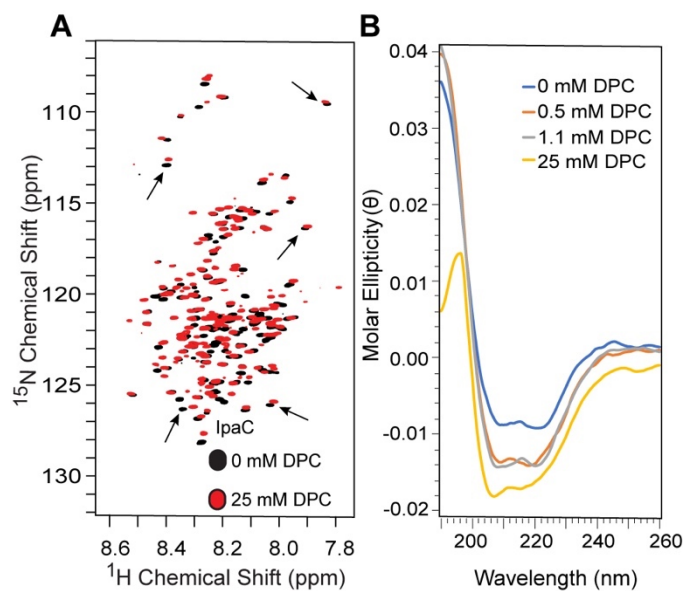 A
B
110
115
120
125
130
15N Chemical Shift (ppm)
8.6 8.4 8.2 8.0 7.8
1H Chemical Shift (ppm)
IpaC
0 mM DPC
25 mM DPC
0.04
0.03
0.02
0.01
0.00
-0.01
-0.02
Molar Ellipticity(θ)
0 mM DPC
0.5 mM DPC
1.1 mM DPC
25 mM DPC
200 220 240 260
Wavelength (nm)